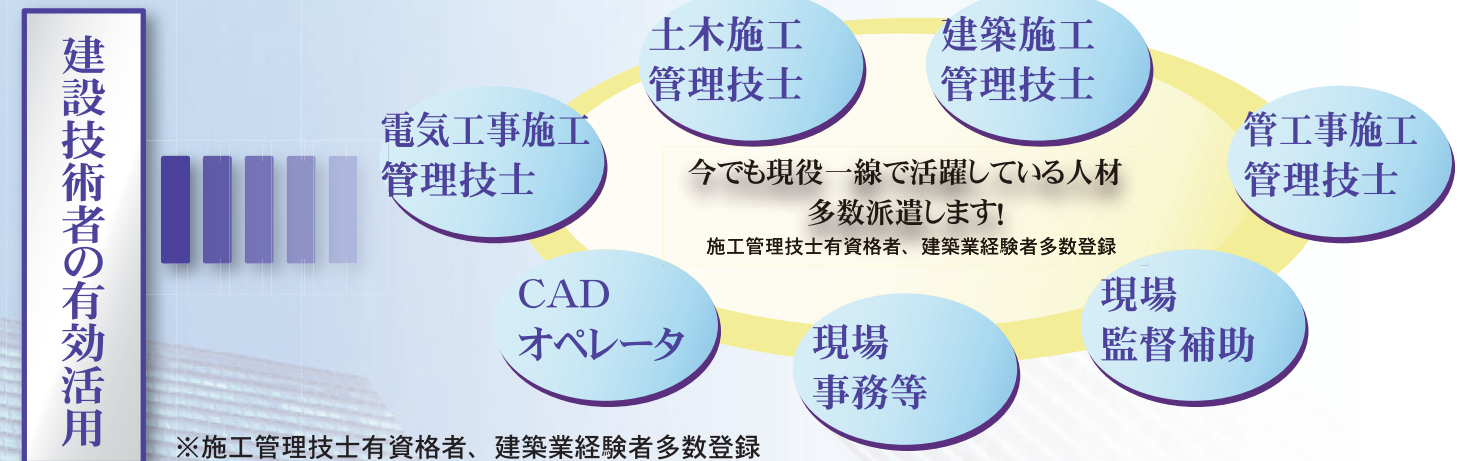 建設技術者の有効活用
土木施工
管理技士
建築施工
管理技士
電気工事施工
管理技士
管工事施工
管理技士
今でも現役一線で活躍している人材
多数派遣します!
施工管理技士有資格者、建築業経験者多数登録
CAD
オペレータ
現場
事務等
現場
監督補助
※施工管理技士有資格者、建築業経験者多数登録